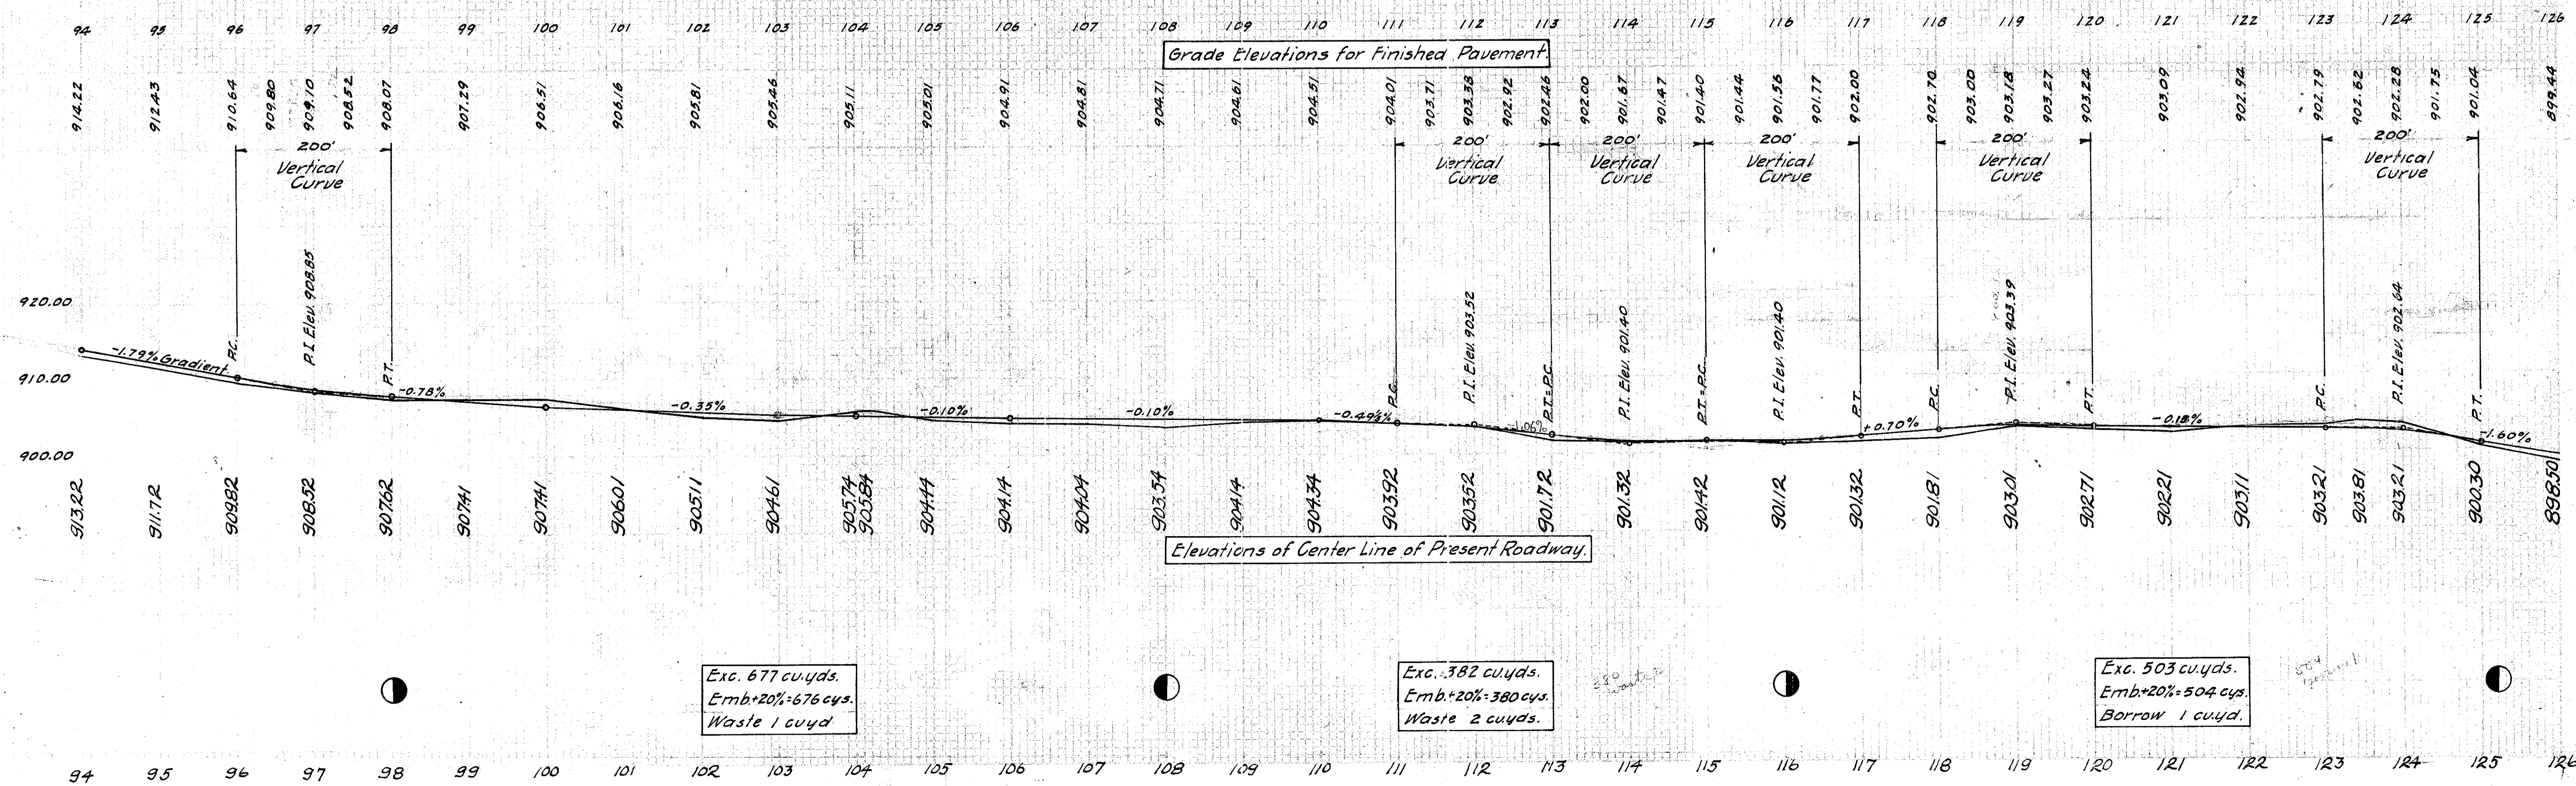 94 95 96 97 98 99 100 101 102 103 104 105 106 107 108 109 110 111 112 113 114 115 116 117 118 119 120 121 122 123 124 125 126
Grade Elevations for Finished Pavement.
914.22 912.43 910.64 909.80 909.10 908.52 908.07 907.29 906.51 906.16 905.81 905.46 905.11 905.01 904.91 904.81 904.71 904.61 904.51 904.01 903.71 903.38 902.92 902.46 902.00 901.67 901.47 901.40 901.44 901.56 901.77 902.00 902.70 903.00 903.18 903.27 903.24 903.09 902.94 902.79 902.62 902.28 901.75 901.04 899.44
200' 200' 200' 200' 200' 200'
Vertical Vertical Vertical Vertical Vertical Vertical
Curve Curve Curve Curve Curve Curve
P.C. P.I. Elev. 908.85 P.T. P.C. P.I. Elev. 903.52 P.T.=P.C. P.I. Elev. 901.40 P.T.=P.C. P.I. Elev. 901.40 P.T. P.C. P.I. Elev. 903.39 P.T. P.C. P.I. Elev. 902.64 P.T.
920.00
910.00
900.00
-1.79% Gradient. -0.78% -0.35% -0.10% -0.10% -1.06% +0.70% -0.15% -1.60%
913.22 911.72 909.82 908.52 907.62 907.41 907.41 906.01 905.11 904.61 905.74 905.84 904.44 904.14 904.04 903.54 904.14 904.34 903.92 903.52 901.72 901.32 901.42 901.12 901.32 901.81 903.01 902.71 902.21 903.11 903.21 903.81 903.21 900.30 898.50
Elevations of Center Line of Present Roadway.
Exc. 677 cu.yds.
Emb.+20%=676 cys.
Waste 1 cu.yd
Exc. 382 cu.yds.
Emb.+20%=380 cys.
Waste 2 cu.yds.
Exc. 503 cu.yds.
Emb.+20%=504 cys.
Borrow 1 cu.yd.
94 95 96 97 98 99 100 101 102 103 104 105 106 107 108 109 110 111 112 113 114 115 116 117 118 119 120 121 122 123 124 125 126